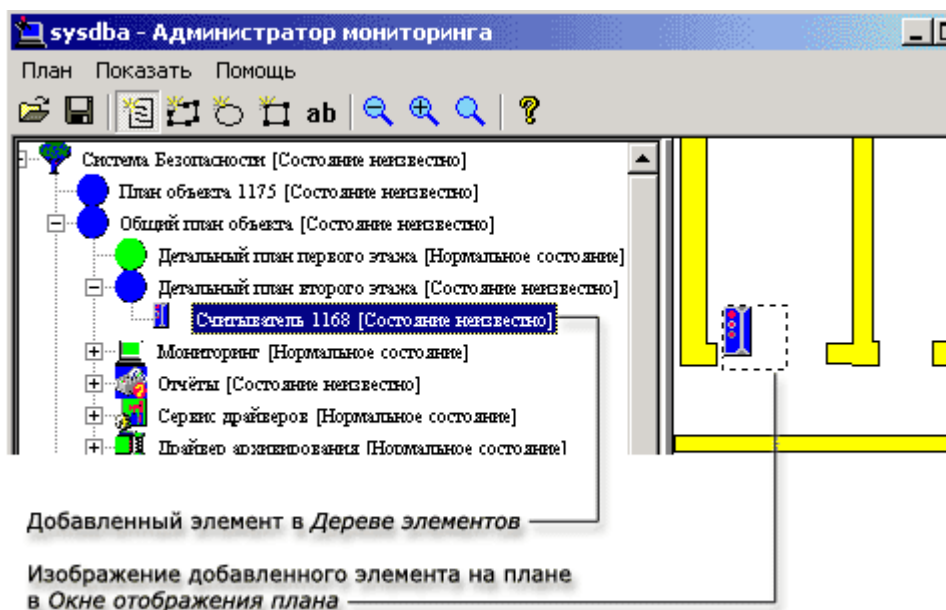 sysdba - Администратор мониторинга
План Показать Помощь
ab
Система Безопасности [Состояние неизвестно]
План объекта 1175 [Состояние неизвестно]
Общий план объекта [Состояние неизвестно]
Детальный план первого этажа [Нормальное состояние]
Детальный план второго этажа [Состояние неизвестно]
Считыватель 1168 [Состояние неизвестно]
Мониторинг [Нормальное состояние]
Отчёты [Состояние неизвестно]
Сервис драйверов [Нормальное состояние]
Драйвер архивирования [Нормальное состояние]
Добавленный элемент в Дереве элементов
Изображение добавленного элемента на плане
в Окне отображения плана